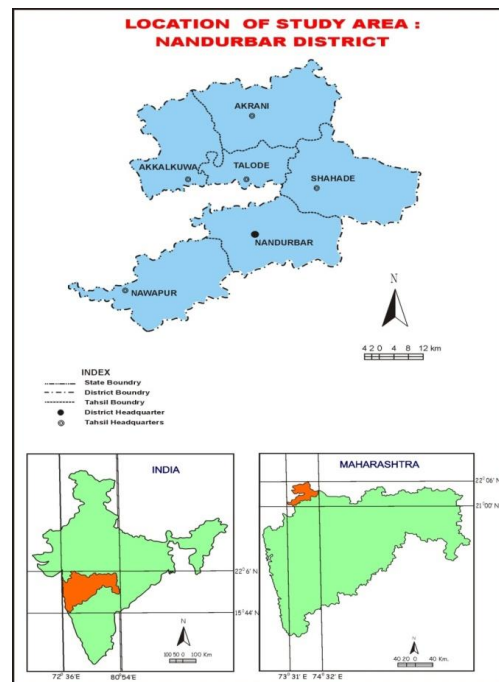 LOCATION OF STUDY AREA :
NANDURBAR DISTRICT
AKRANI
AKKALKUWA
TALODE
SHAHADE
NANDURBAR
NAWAPUR
N
4 2 0 4 8 12 km
INDEX
State Boundry
District Boundry
Tahsil Boundry
District Headquarter
Tahsil Headquarters
INDIA
22° 6' N
15° 44' N
N
100 50 0 100 Km
72° 36 E 80° 54 E
MAHARASHTRA
22° 06' N
21° 00' N
N
40 20 0 40 Km.
73° 31 E 74° 32 E